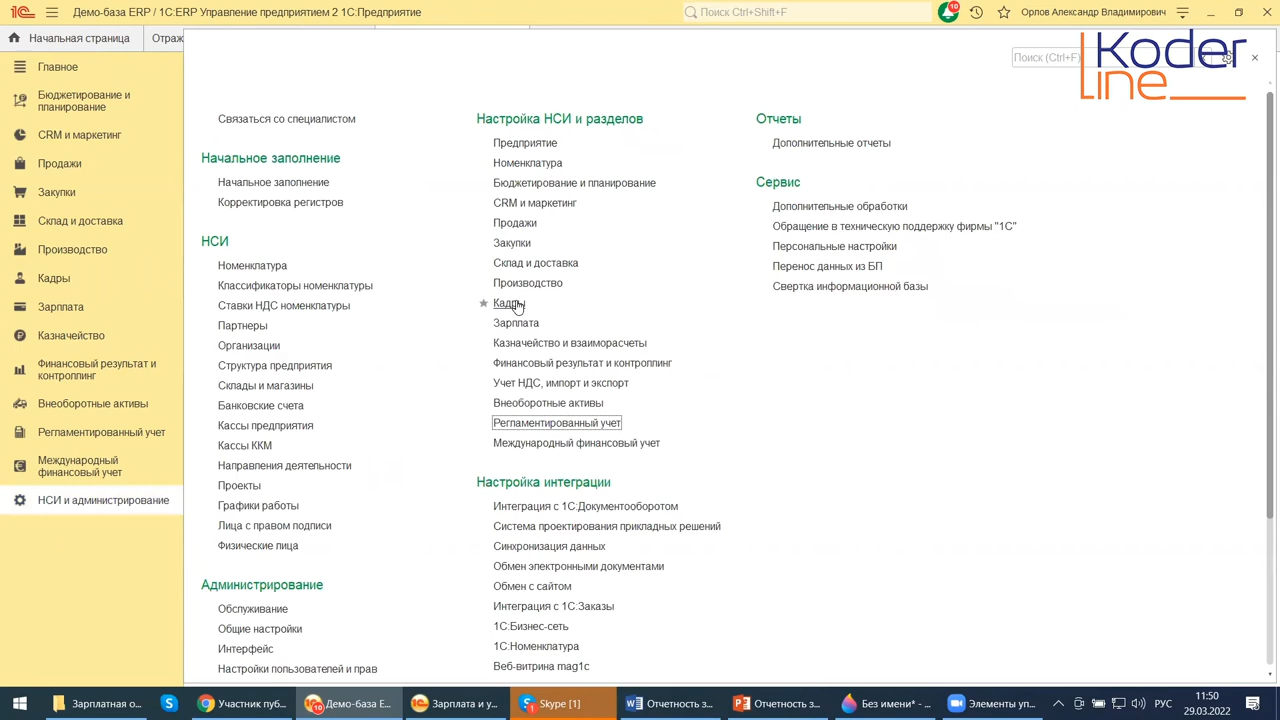 1С Демо-база ERP / 1С:ERP Управление предприятием 2 1С:Предприятие
Поиск Ctrl+Shift+F
10
Орлов Александр Владимирович
Начальная страница
Отраж
Поиск (Ctrl+F)
Koder
line
Главное
Бюджетирование и
планирование
CRM и маркетинг
Продажи
Закупки
Склад и доставка
Производство
Кадры
Зарплата
Казначейство
Финансовый результат и
контроллинг
Внеоборотные активы
Регламентированный учет
Международный
финансовый учет
НСИ и администрирование
Связаться со специалистом
Начальное заполнение
Начальное заполнение
Корректировка регистров
НСИ
Номенклатура
Классификаторы номенклатуры
Ставки НДС номенклатуры
Партнеры
Организации
Структура предприятия
Склады и магазины
Банковские счета
Кассы предприятия
Кассы ККМ
Направления деятельности
Проекты
Графики работы
Лица с правом подписи
Физические лица
Администрирование
Обслуживание
Общие настройки
Интерфейс
Настройки пользователей и прав
Настройка НСИ и разделов
Предприятие
Номенклатура
Бюджетирование и планирование
CRM и маркетинг
Продажи
Закупки
Склад и доставка
Производство
Кадры
Зарплата
Казначейство и взаиморасчеты
Финансовый результат и контроллинг
Учет НДС, импорт и экспорт
Внеоборотные активы
Регламентированный учет
Международный финансовый учет
Настройка интеграции
Интеграция с 1С:Документооборотом
Система проектирования прикладных решений
Синхронизация данных
Обмен электронными документами
Обмен с сайтом
Интеграция с 1С:Заказы
1С:Бизнес-сеть
1С:Номенклатура
Веб-витрина mag1c
Отчеты
Дополнительные отчеты
Сервис
Дополнительные обработки
Обращение в техническую поддержку фирмы "1С"
Персональные настройки
Перенос данных из БП
Свертка информационной базы
Зарплатная о...
Участник пуб...
Демо-база E...
Зарплата и у...
Skype [1]
Отчетность з...
Отчетность з...
Без имени* - ...
Элементы уп...
РУС
11:50
29.03.2022